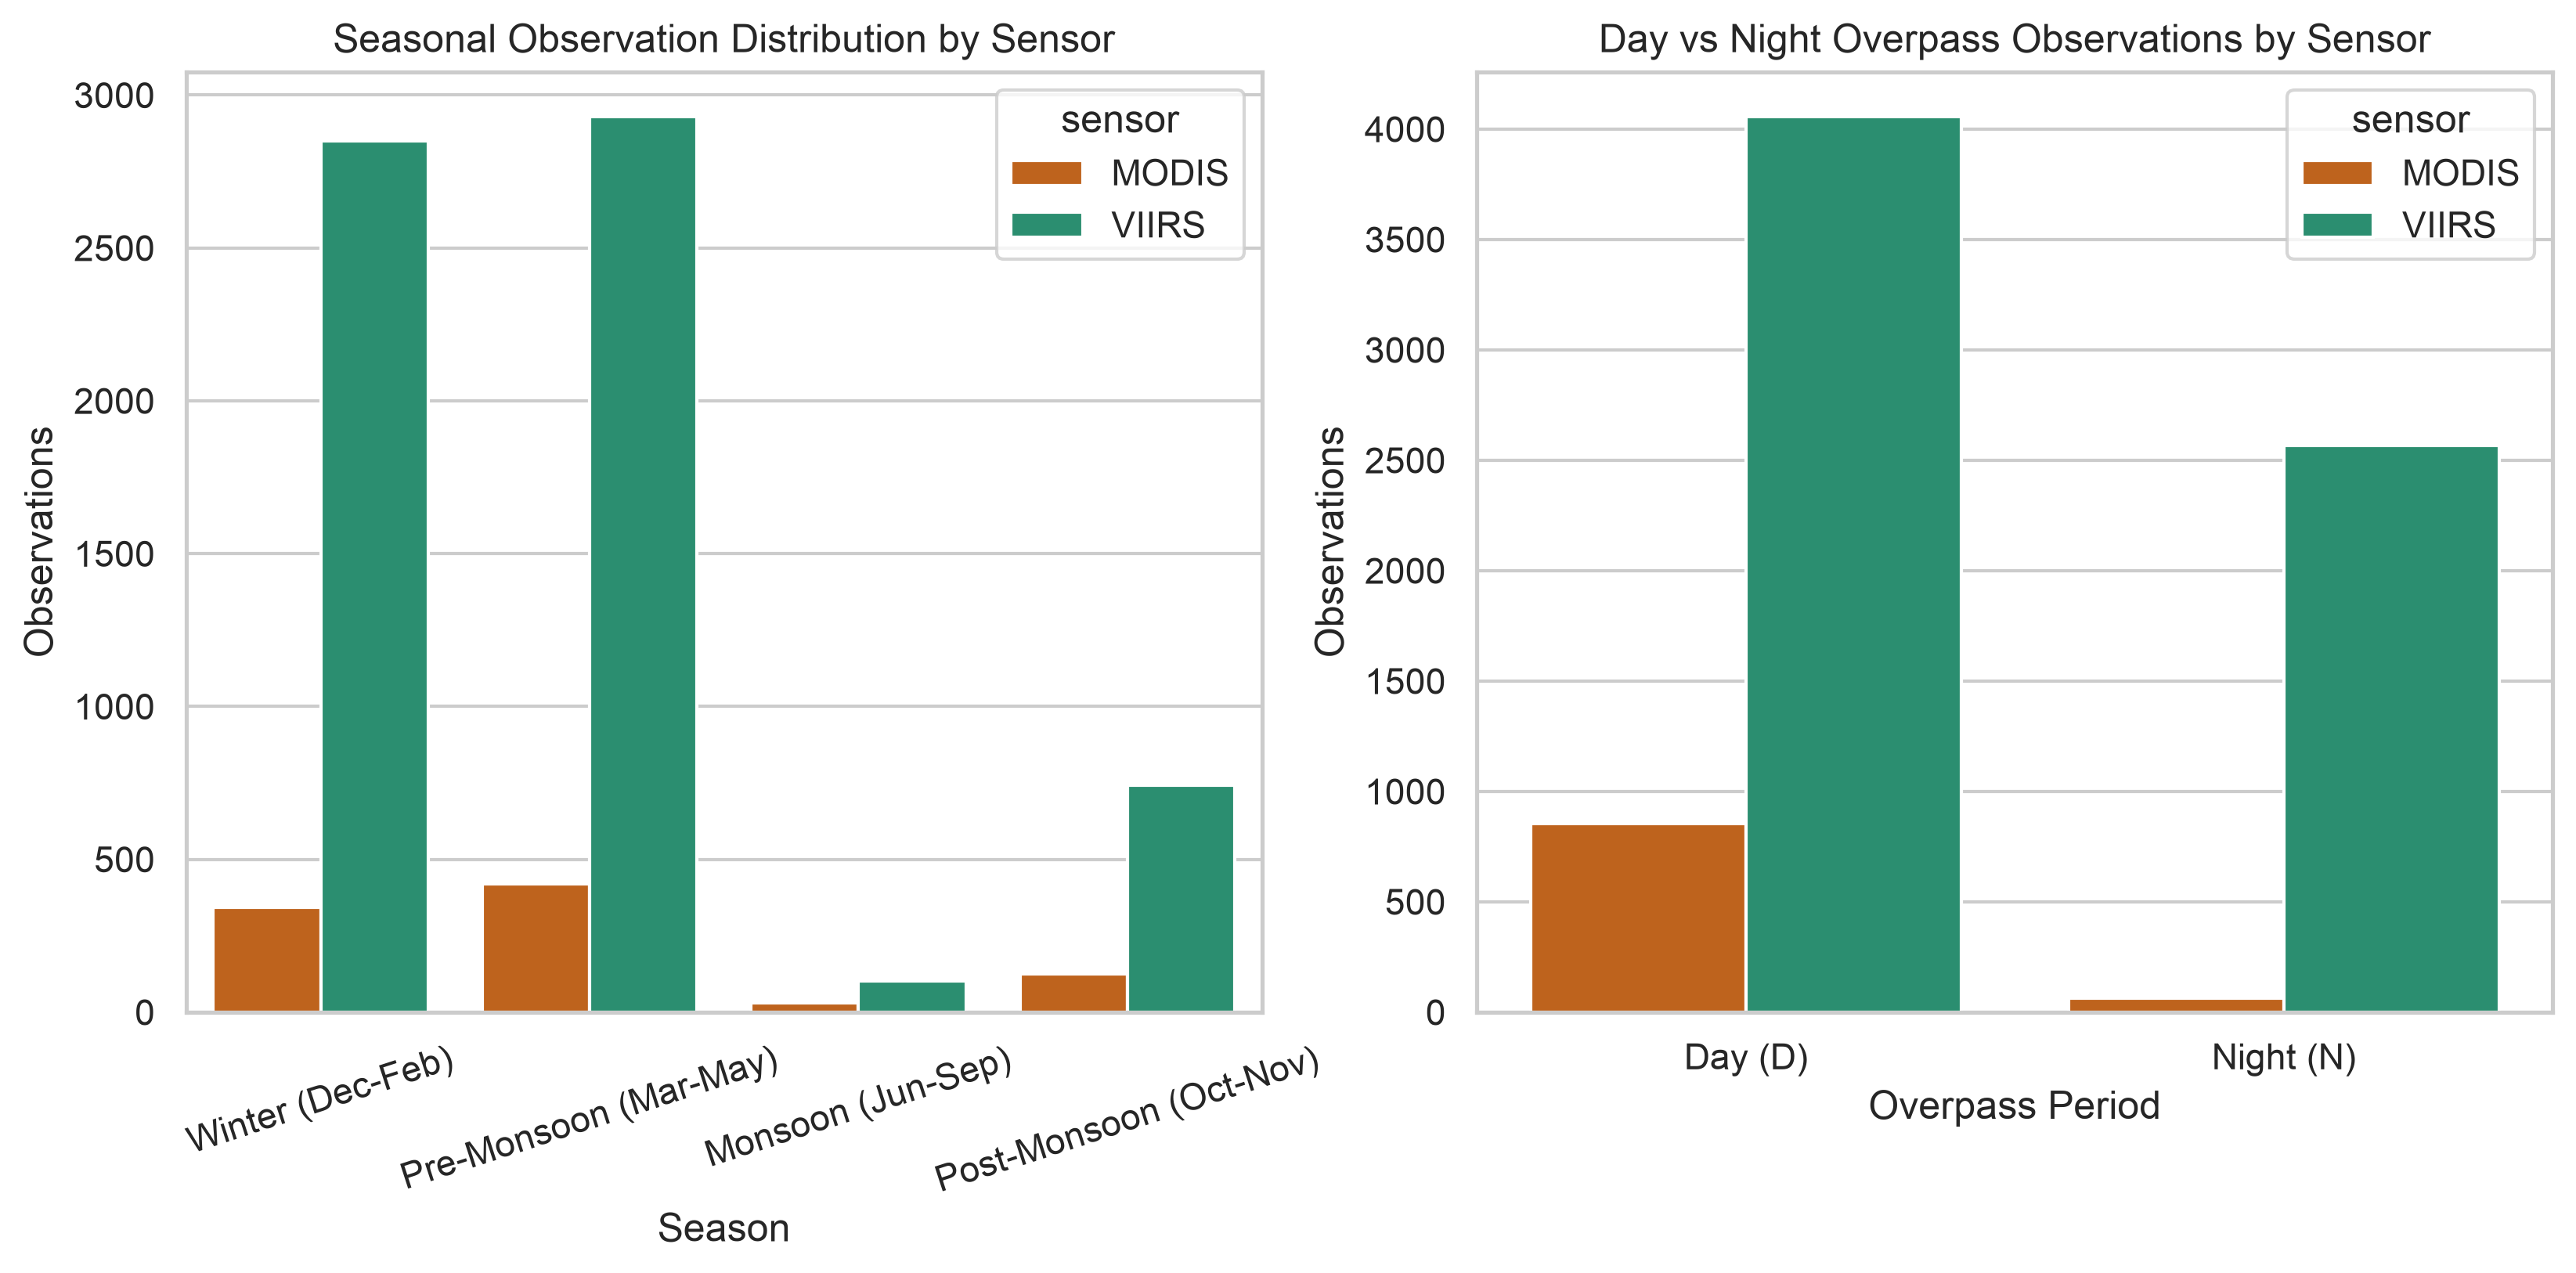 Seasonal Observation Distribution by Sensor
3000
2500
2000
1500
1000
500
0
Observations
sensor
MODIS
VIIRS
Winter (Dec-Feb)
Pre-Monsoon (Mar-May)
Monsoon (Jun-Sep)
Post-Monsoon (Oct-Nov)
Season
Day vs Night Overpass Observations by Sensor
4000
3500
3000
2500
2000
1500
1000
500
0
Observations
sensor
MODIS
VIIRS
Day (D)
Night (N)
Overpass Period